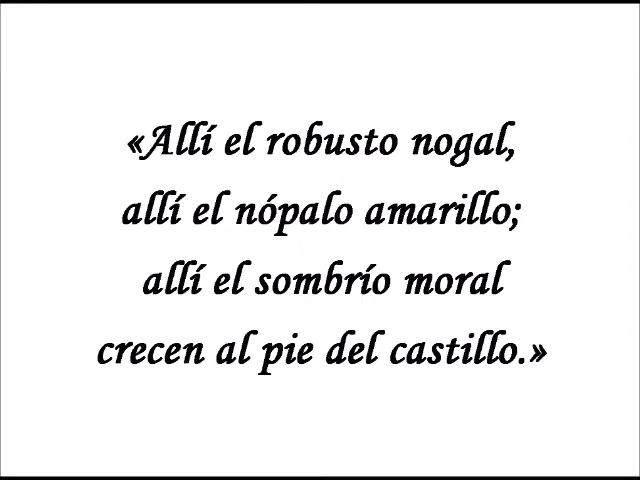 «Allí el robusto nogal,
allí el nópalo amarillo;
allí el sombrío moral
crecen al pie del castillo.»